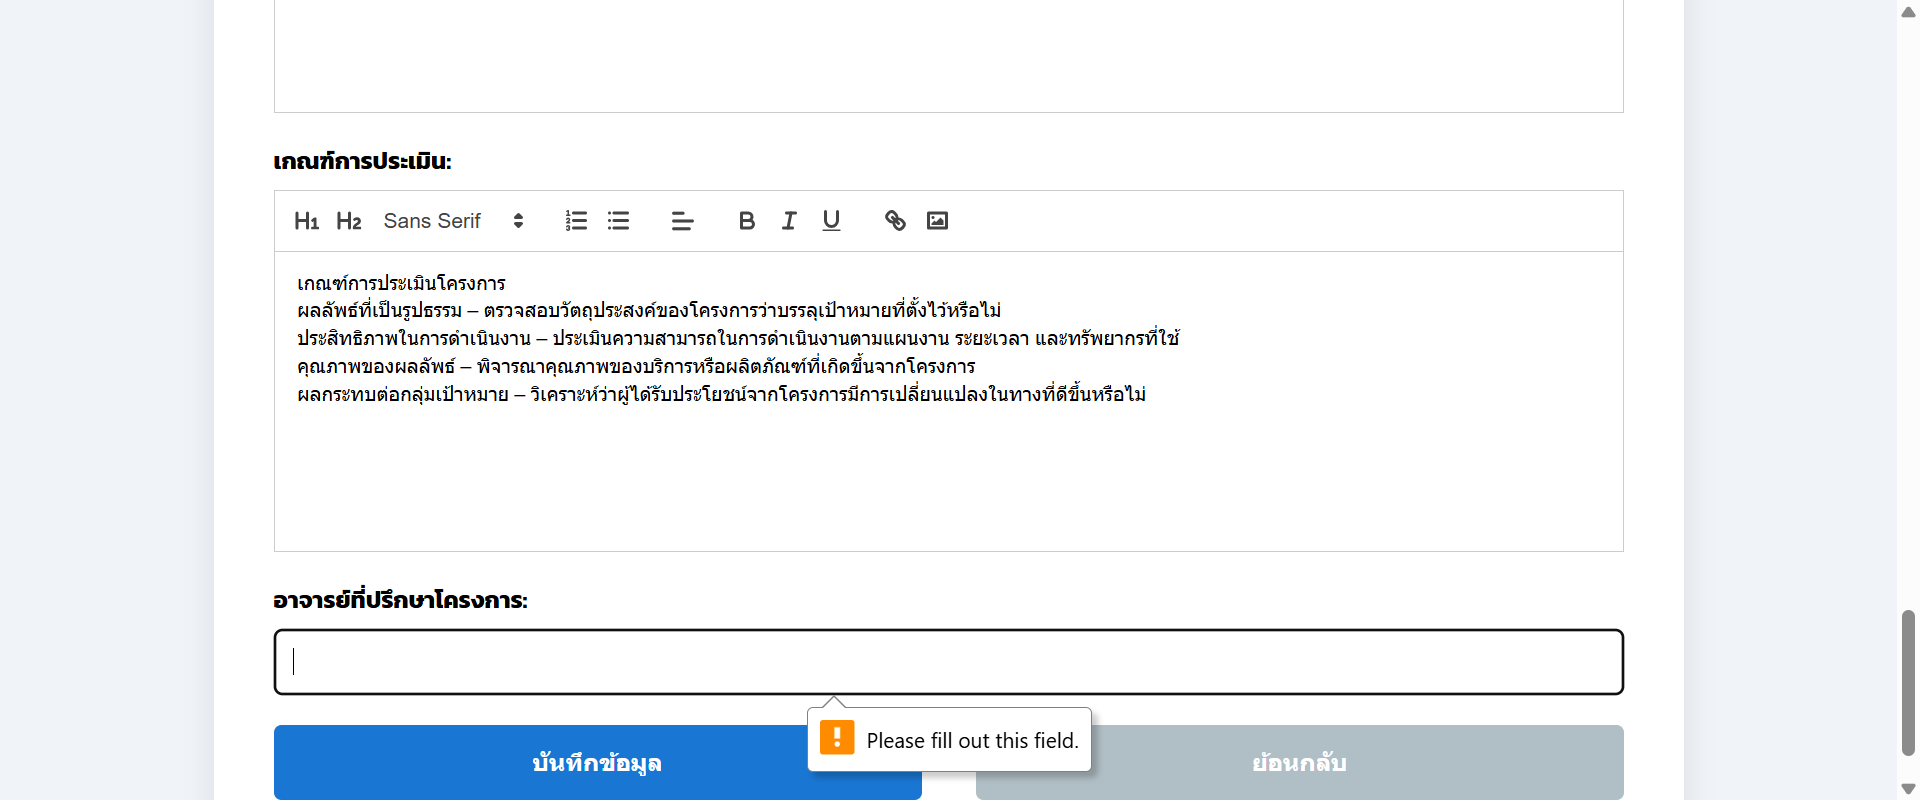 เกณฑ์การประเมิน:
H1 H2 Sans Serif B I U
เกณฑ์การประเมินโครงการ
ผลลัพธ์ที่เป็นรูปธรรม – ตรวจสอบวัตถุประสงค์ของโครงการว่าบรรลุเป้าหมายที่ตั้งไว้หรือไม่
ประสิทธิภาพในการดำเนินงาน – ประเมินความสามารถในการดำเนินงานตามแผนงาน ระยะเวลา และทรัพยากรที่ใช้
คุณภาพของผลลัพธ์ – พิจารณาคุณภาพของบริการหรือผลิตภัณฑ์ที่เกิดขึ้นจากโครงการ
ผลกระทบต่อกลุ่มเป้าหมาย – วิเคราะห์ว่าผู้ได้รับประโยชน์จากโครงการมีการเปลี่ยนแปลงในทางที่ดีขึ้นหรือไม่
อาจารย์ที่ปรึกษาโครงการ:
Please fill out this field.
บันทึกข้อมูล ย้อนกลับ